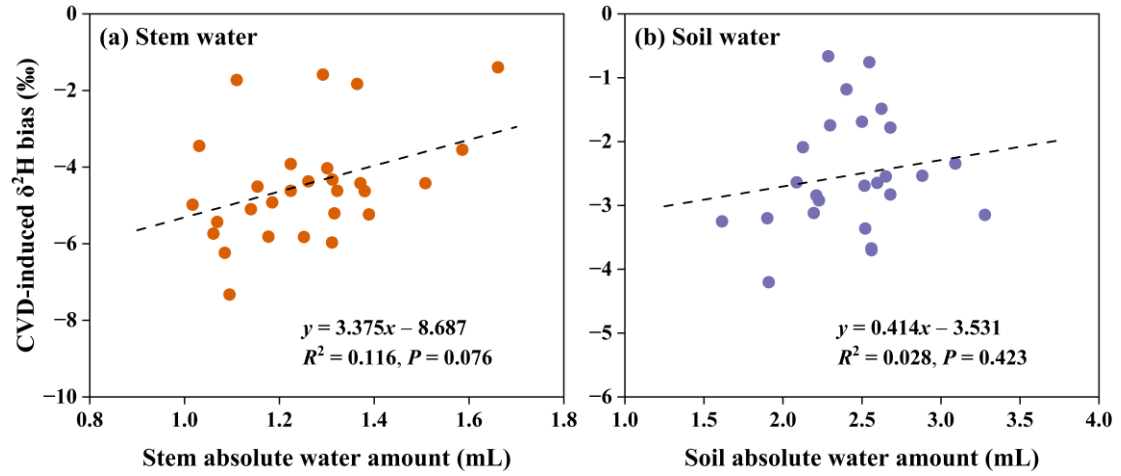 (a) Stem water
CVD-induced δ²H bias (‰)
0
−2
−4
−6
−8
−10
y = 3.375x – 8.687
R² = 0.116, P = 0.076
0.8 1.0 1.2 1.4 1.6 1.8
Stem absolute water amount (mL)
(b) Soil water
0
−1
−2
−3
−4
−5
−6
y = 0.414x – 3.531
R² = 0.028, P = 0.423
1.0 1.5 2.0 2.5 3.0 3.5 4.0
Soil absolute water amount (mL)